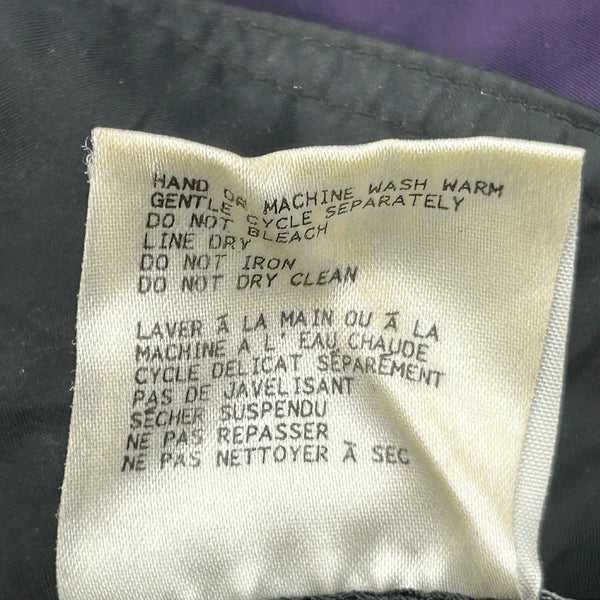 HAND OR MACHINE WASH WARM
GENTLE CYCLE SEPARATELY
DO NOT BLEACH
LINE DRY
DO NOT IRON
DO NOT DRY CLEAN
LAVER À LA MAIN OU À LA
MACHINE A L' EAU CHAUDE
CYCLE DELICAT SÉPARÉMENT
PAS DE JAVELISANT
SÉCHER SUSPENDU
NE PAS REPASSER
NE PAS NETTOYER À SEC